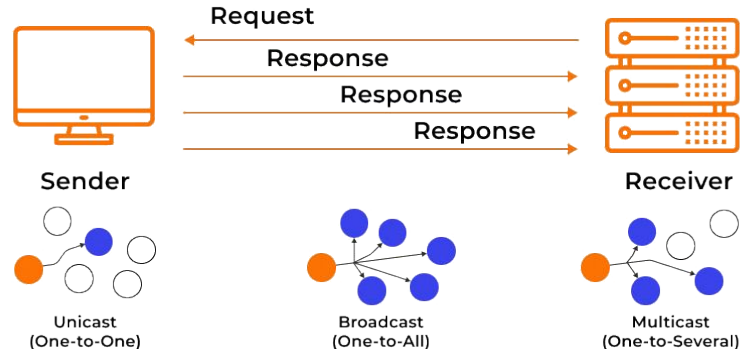 Request
Response
Response
Response
Sender
Receiver
Unicast
(One-to-One)
Broadcast
(One-to-All)
Multicast
(One-to-Several)